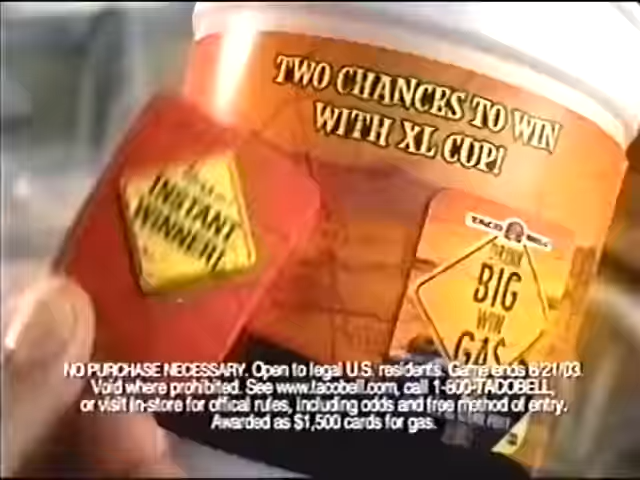 TWO CHANCES TO WIN
WITH XL CUP!
INSTANT
WINNER!
TACO BELL
DRINK
BIG
WIN
GAS
NO PURCHASE NECESSARY. Open to legal U.S. residents. Game ends 6/21/03.
Void where prohibited. See www.tacobell.com, call 1-800-TACOBELL,
or visit in-store for offical rules, including odds and free method of entry.
Awarded as $1,500 cards for gas.